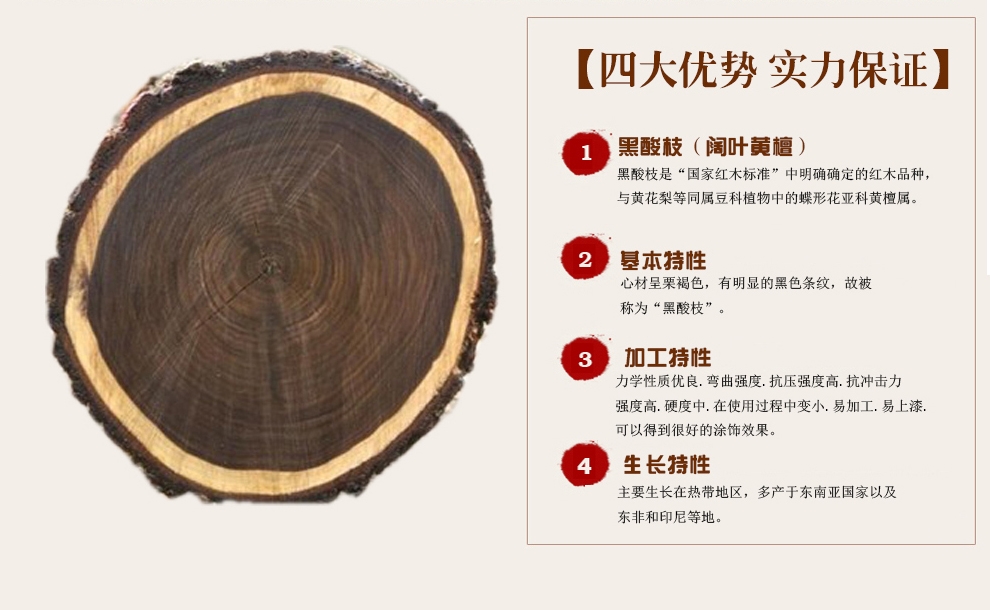 【四大优势 实力保证】
1
黑酸枝（阔叶黄檀）
黑酸枝是“国家红木标准”中明确确定的红木品种，
与黄花梨等同属豆科植物中的蝶形花亚科黄檀属。
2
基本特性
心材呈栗褐色，有明显的黑色条纹，故被
称为“黑酸枝”。
3
加工特性
力学性质优良.弯曲强度.抗压强度高.抗冲击力
强度高.硬度中.在使用过程中变小.易加工.易上漆.
可以得到很好的涂饰效果。
4
生长特性
主要生长在热带地区，多产于东南亚国家以及
东非和印尼等地。